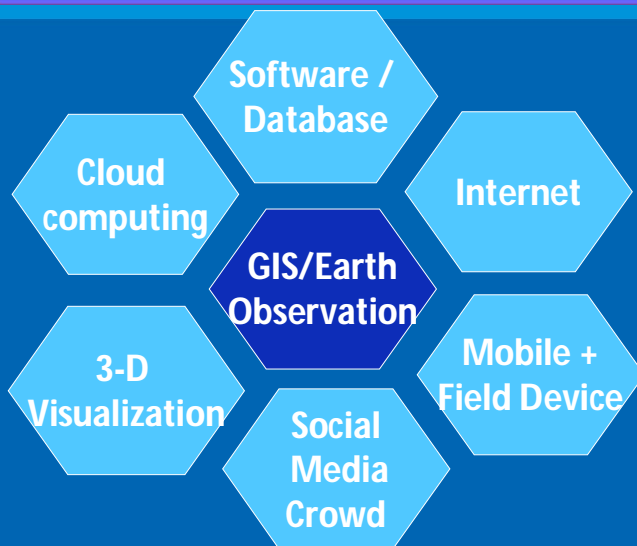 Software /
Database
Cloud
computing
Internet
GIS/Earth
Observation
3-D
Visualization
Mobile +
Field Device
Social
Media
Crowd